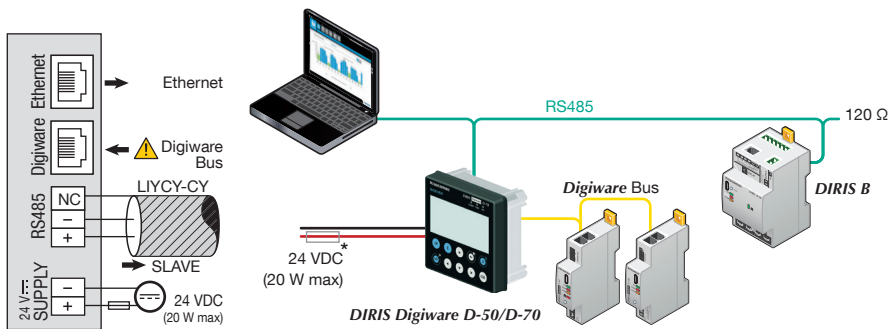 Ethernet
Ethernet
Digiware
Digiware
Bus
RS485
NC
–
+
LIYCY-CY
SLAVE
24 V
SUPPLY
–
+
24 VDC
(20 W max)
RS485
120 Ω
DIRIS B
Digiware Bus
*
24 VDC
(20 W max)
DIRIS Digiware D-50/D-70